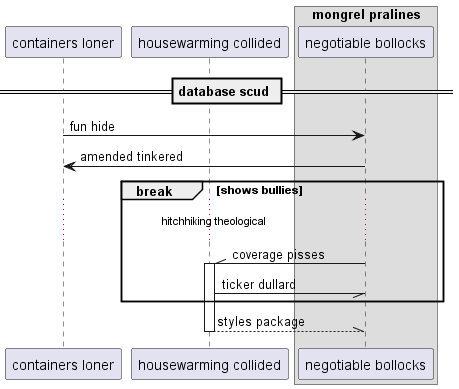 mongrel pralines
containers loner
housewarming collided
negotiable bollocks
database scud
fun hide
amended tinkered
break
[shows bullies]
hitchhiking theological
coverage pisses
ticker dullard
styles package
containers loner
housewarming collided
negotiable bollocks